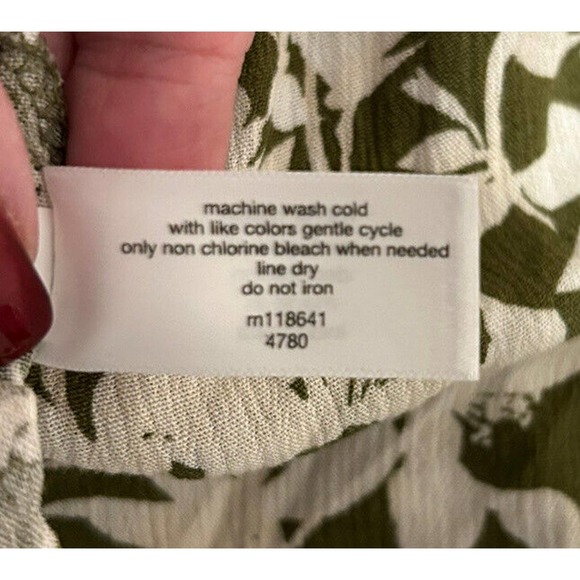 machine wash cold
with like colors gentle cycle
only non chlorine bleach when needed
line dry
do not iron
rn118641
4780